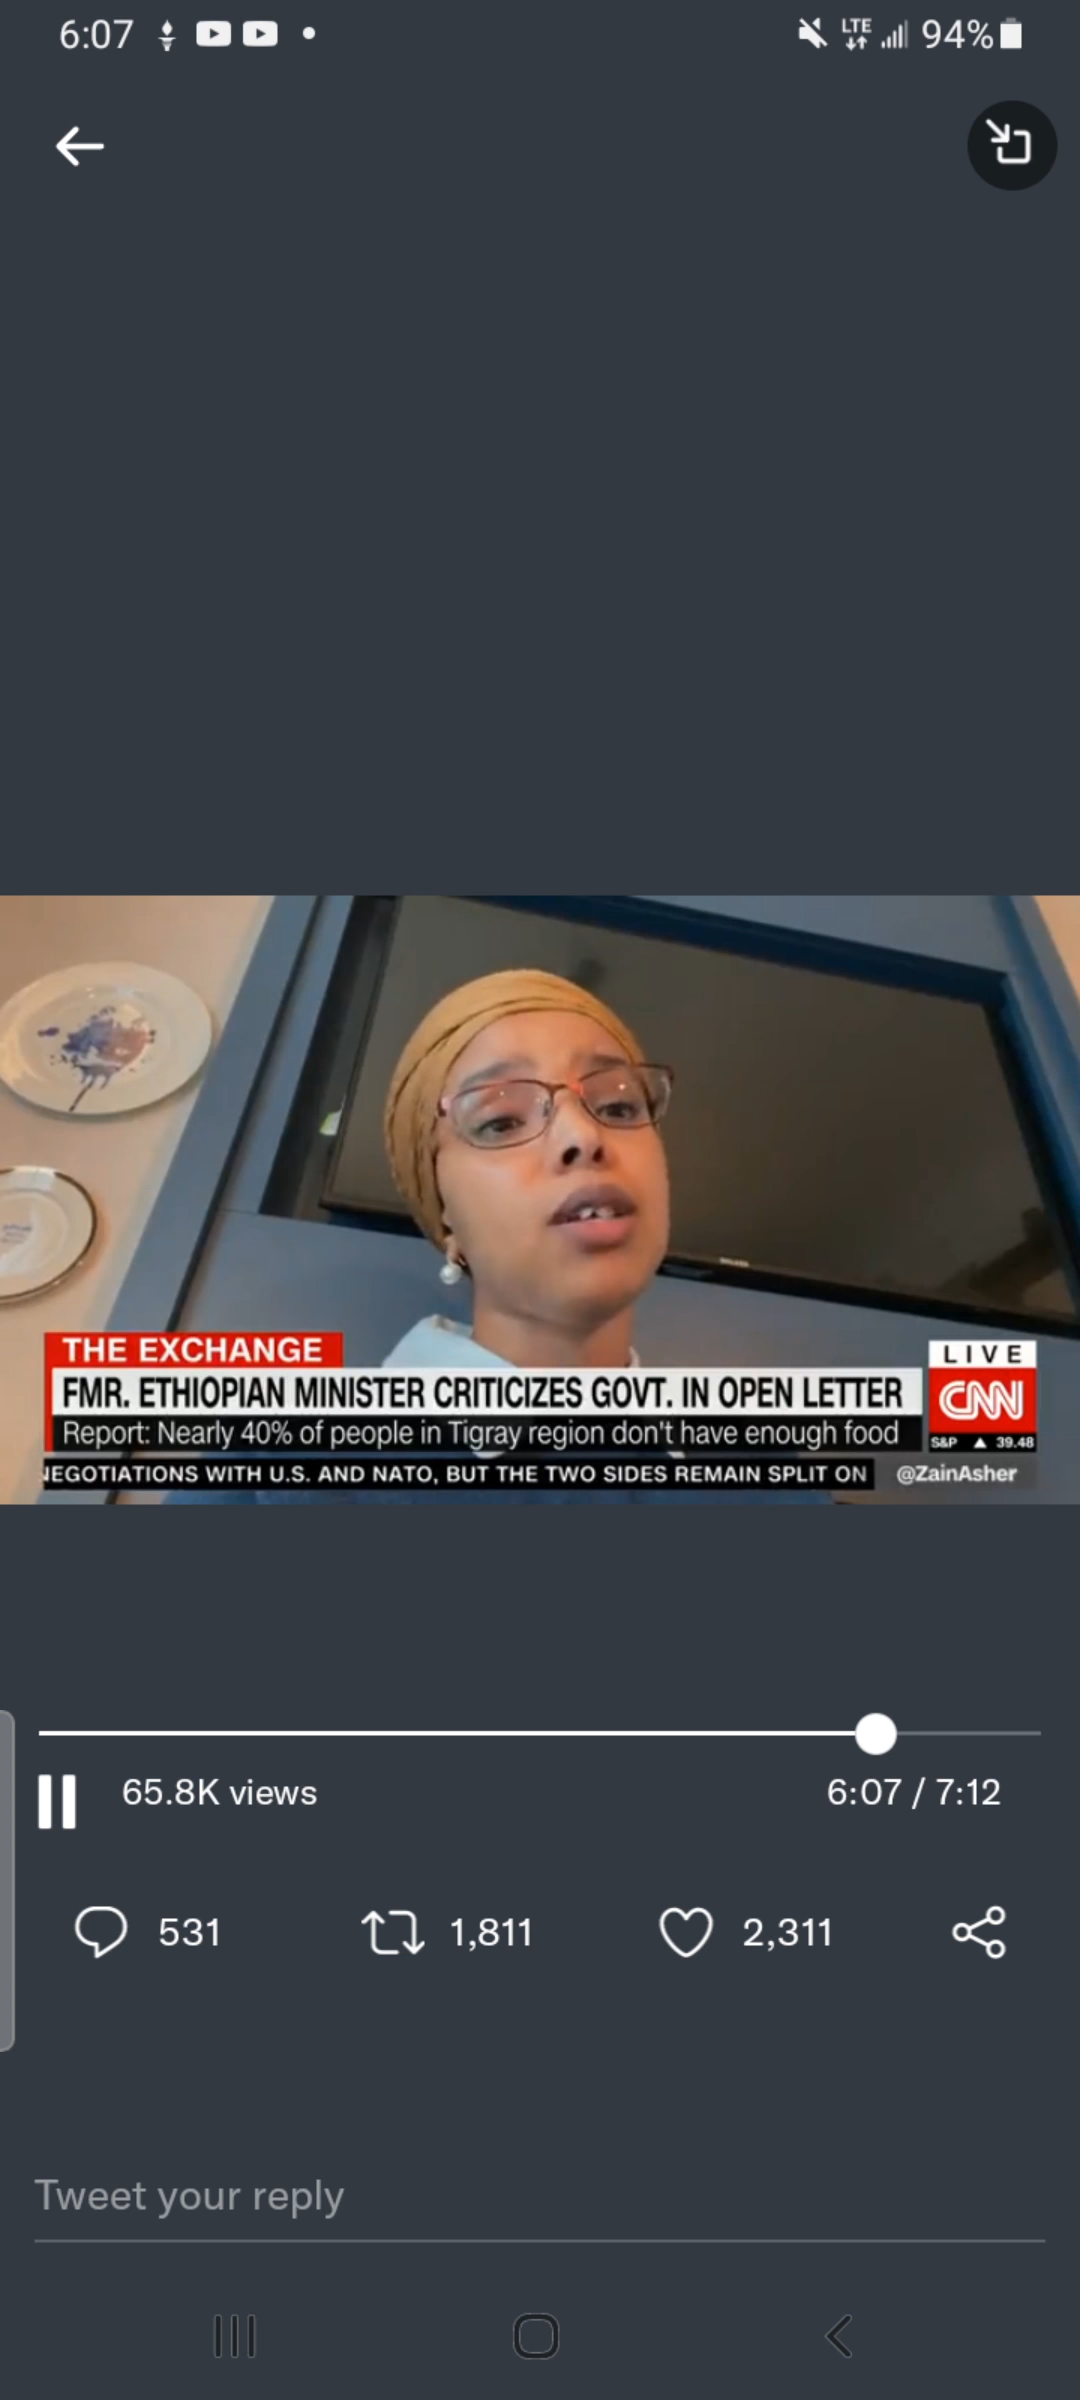 6:07
LTE
94%
THE EXCHANGE
FMR. ETHIOPIAN MINISTER CRITICIZES GOVT. IN OPEN LETTER
Report: Nearly 40% of people in Tigray region don't have enough food
NEGOTIATIONS WITH U.S. AND NATO, BUT THE TWO SIDES REMAIN SPLIT ON
LIVE
CNN
S&P ▲ 39.48
@ZainAsher
65.8K views
6:07 / 7:12
531
1,811
2,311
Tweet your reply